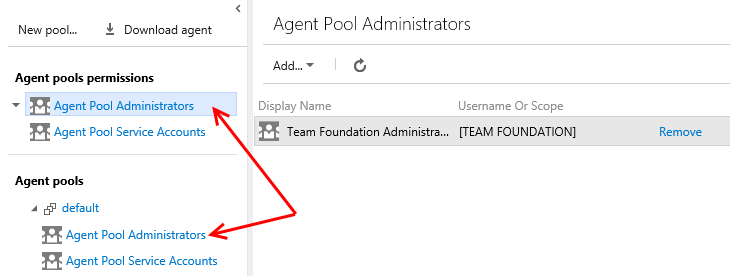 New pool...
Download agent
Agent pools permissions
Agent Pool Administrators
Agent Pool Service Accounts
Agent pools
default
Agent Pool Administrators
Agent Pool Service Accounts
Agent Pool Administrators
Add...
Display Name Username Or Scope
Team Foundation Administra... [TEAM FOUNDATION] Remove